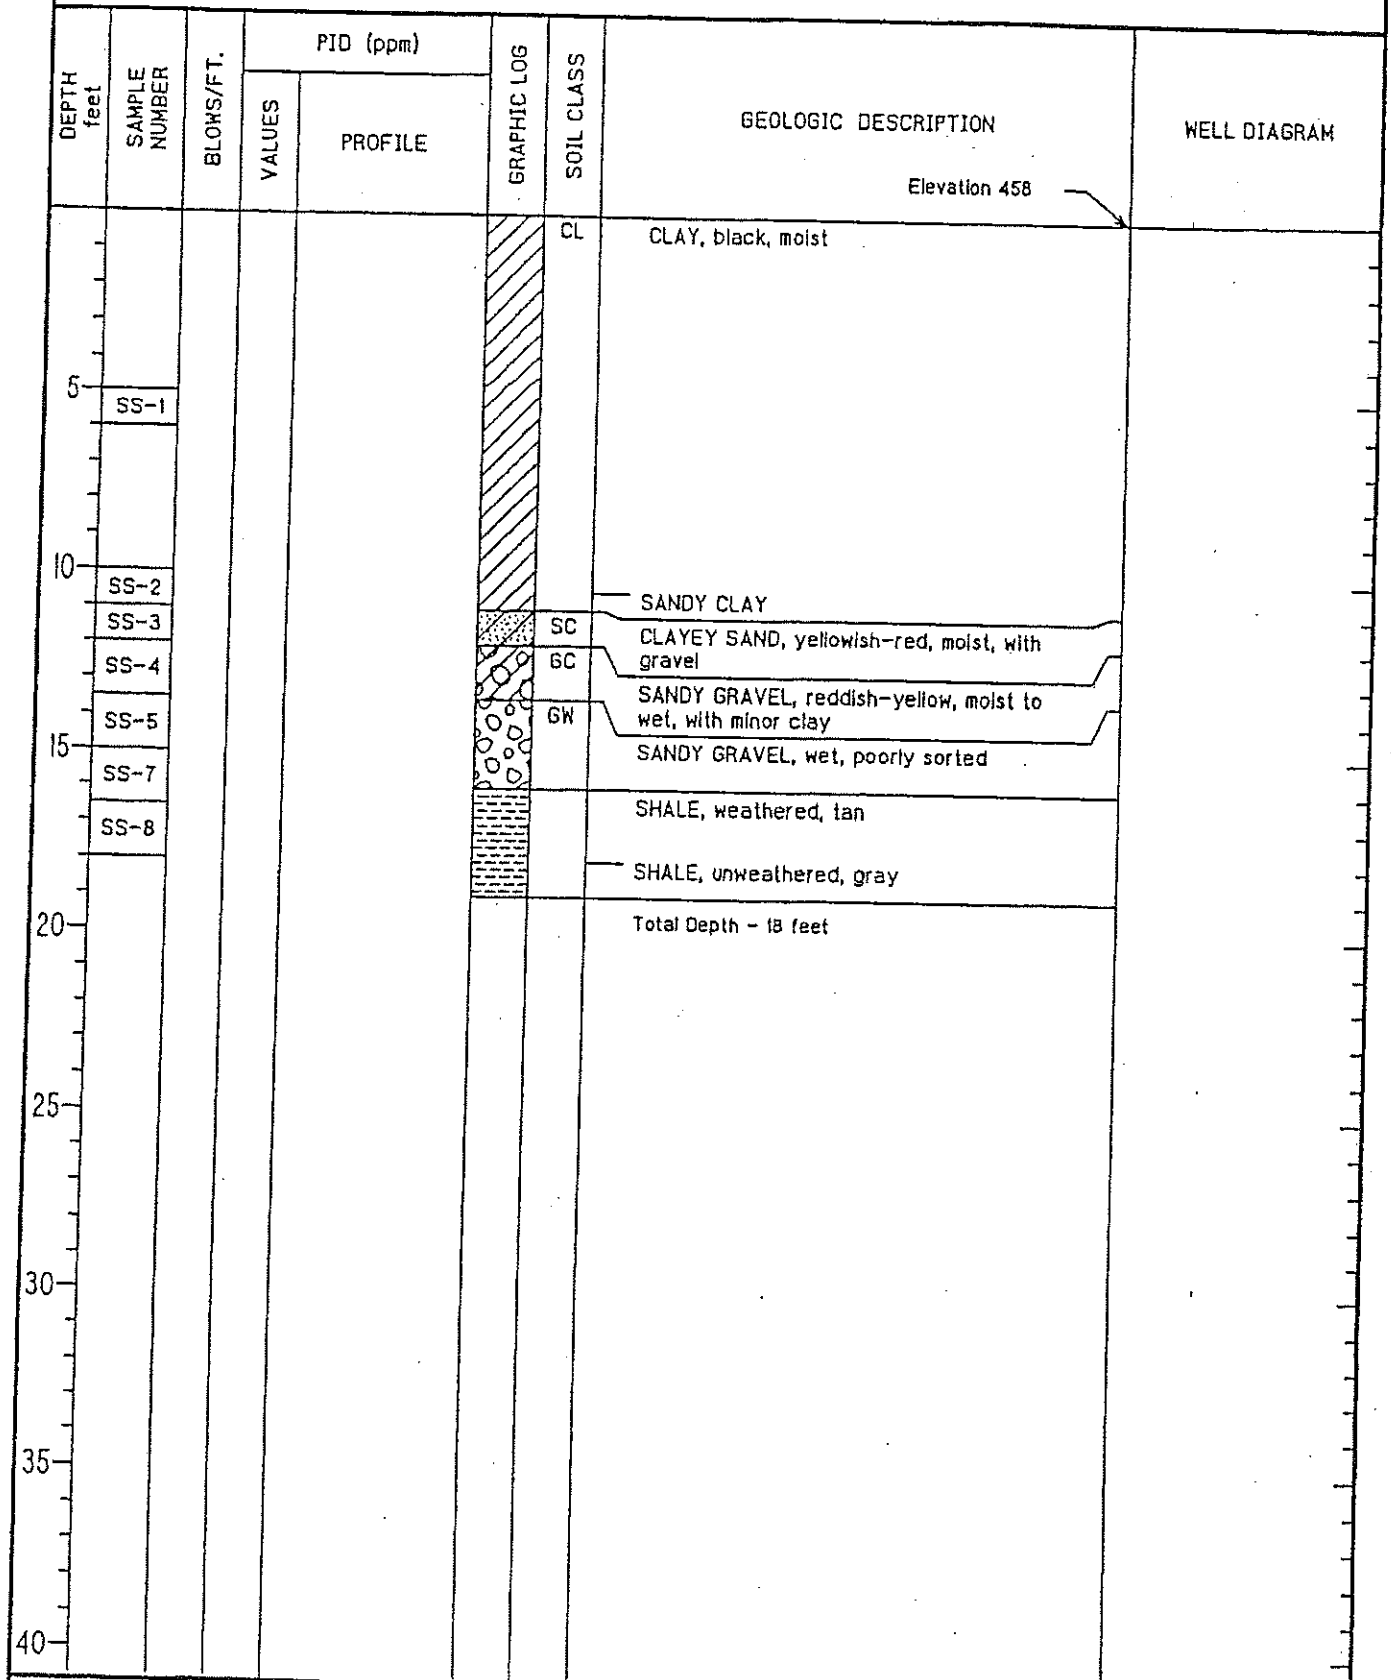 DEPTH
feet
SAMPLE
NUMBER
BLOWS/FT.
PID (ppm)
VALUES
PROFILE
GRAPHIC LOG
SOIL CLASS
GEOLOGIC DESCRIPTION
WELL DIAGRAM
Elevation 458
CL
CLAY, black, moist
5
SS-1
10
SS-2
SANDY CLAY
SS-3
SC
CLAYEY SAND, yellowish-red, moist, with
gravel
SS-4
GC
SANDY GRAVEL, reddish-yellow, moist to
wet, with minor clay
SS-5
GW
15
SANDY GRAVEL, wet, poorly sorted
SS-7
SHALE, weathered, tan
SS-8
SHALE, unweathered, gray
20
Total Depth - 18 feet
25
30
35
40